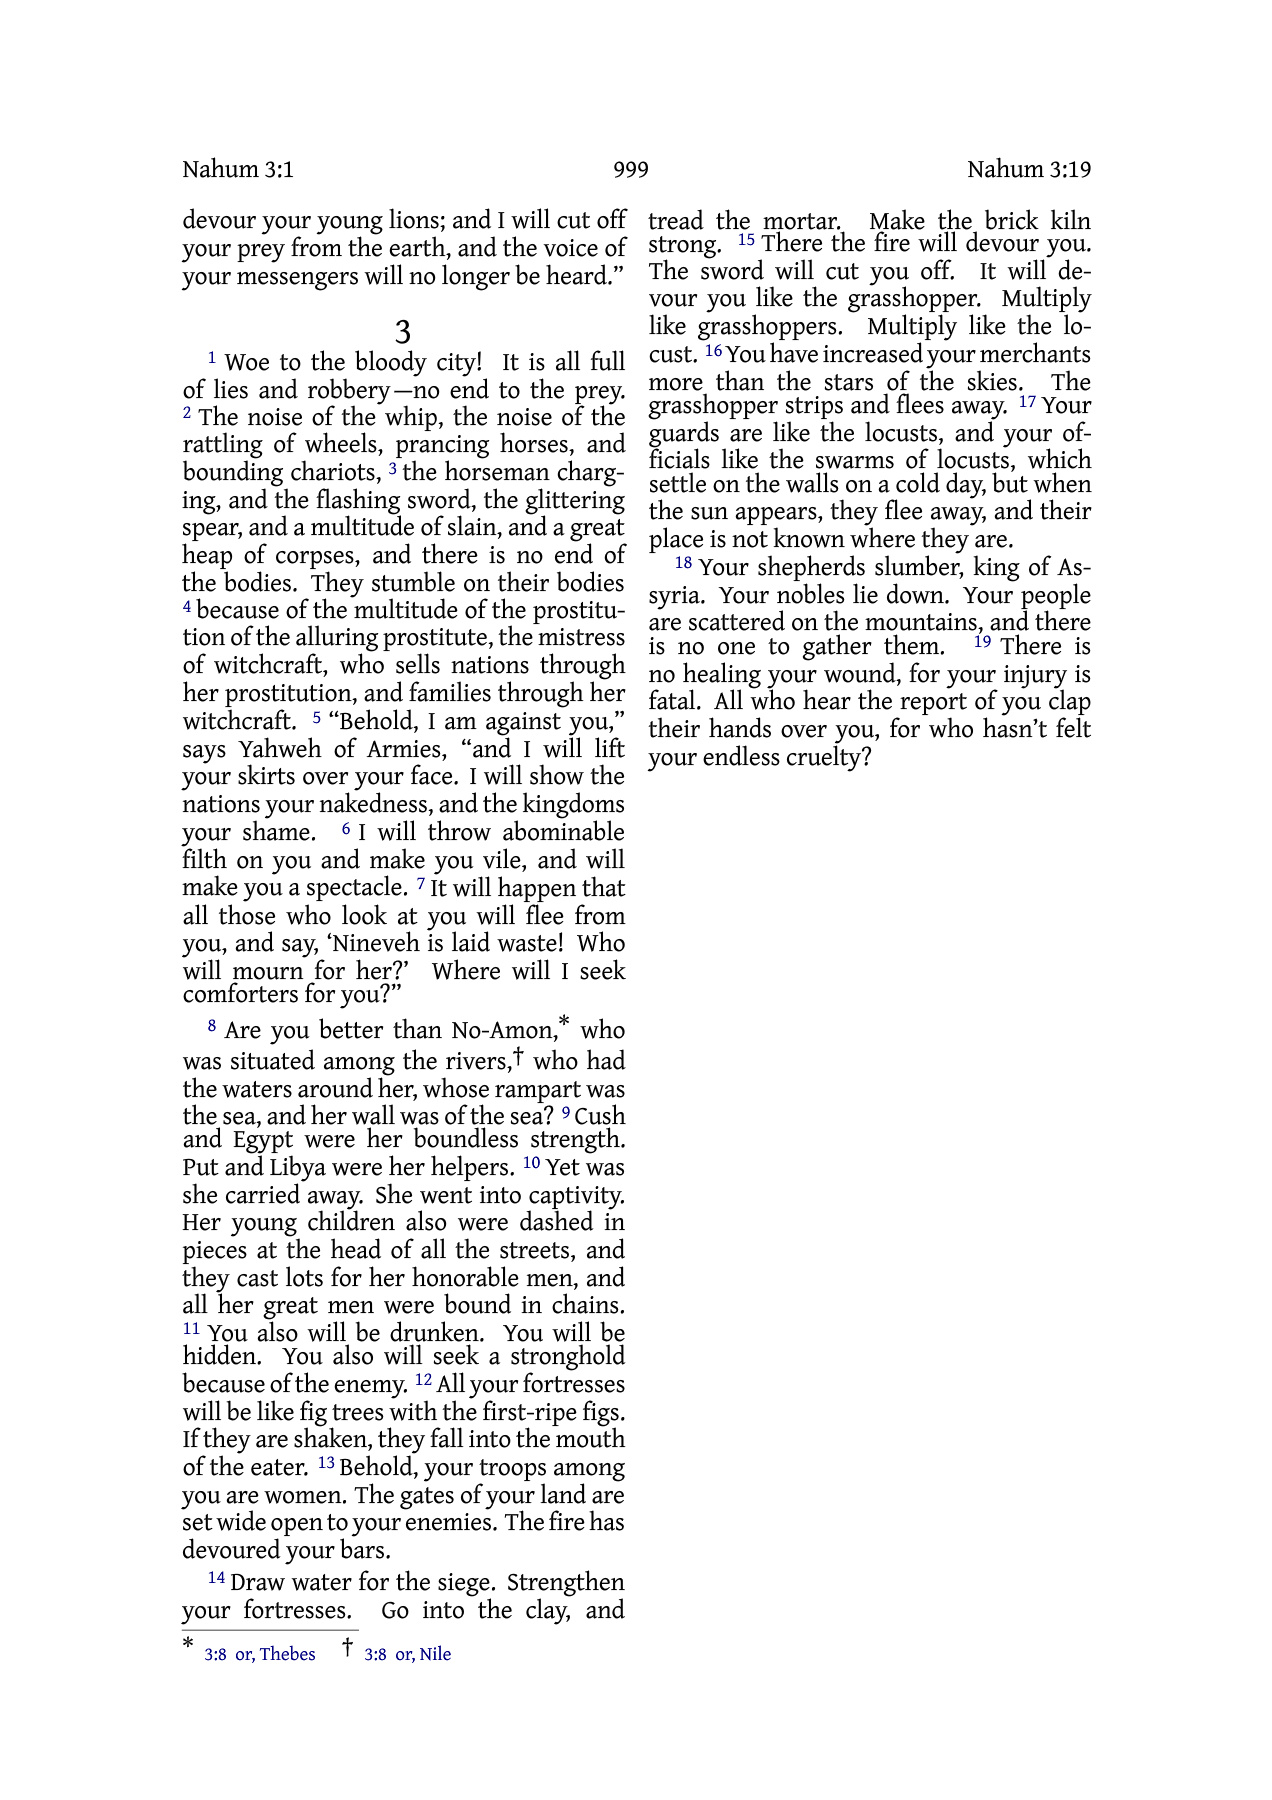 Nahum 3:1 999 Nahum 3:19
devour your young lions; and I will cut off
your prey from the earth, and the voice of
your messengers will no longer be heard.”
3
1 Woe to the bloody city! It is all full
of lies and robbery—no end to the prey.
2 The noise of the whip, the noise of the
rattling of wheels, prancing horses, and
bounding chariots, 3 the horseman charg-
ing, and the flashing sword, the glittering
spear, and a multitude of slain, and a great
heap of corpses, and there is no end of
the bodies. They stumble on their bodies
4 because of the multitude of the prostitu-
tion of the alluring prostitute, the mistress
of witchcraft, who sells nations through
her prostitution, and families through her
witchcraft. 5 “Behold, I am against you,”
says Yahweh of Armies, “and I will lift
your skirts over your face. I will show the
nations your nakedness, and the kingdoms
your shame. 6 I will throw abominable
filth on you and make you vile, and will
make you a spectacle. 7 It will happen that
all those who look at you will flee from
you, and say, ‘Nineveh is laid waste! Who
will mourn for her?’ Where will I seek
comforters for you?”
8 Are you better than No-Amon,* who
was situated among the rivers,† who had
the waters around her, whose rampart was
the sea, and her wall was of the sea? 9 Cush
and Egypt were her boundless strength.
Put and Libya were her helpers. 10 Yet was
she carried away. She went into captivity.
Her young children also were dashed in
pieces at the head of all the streets, and
they cast lots for her honorable men, and
all her great men were bound in chains.
11 You also will be drunken. You will be
hidden. You also will seek a stronghold
because of the enemy. 12 All your fortresses
will be like fig trees with the first-ripe figs.
If they are shaken, they fall into the mouth
of the eater. 13 Behold, your troops among
you are women. The gates of your land are
set wide open to your enemies. The fire has
devoured your bars.
14 Draw water for the siege. Strengthen
your fortresses. Go into the clay, and
tread the mortar. Make the brick kiln
strong. 15 There the fire will devour you.
The sword will cut you off. It will de-
vour you like the grasshopper. Multiply
like grasshoppers. Multiply like the lo-
cust. 16 You have increased your merchants
more than the stars of the skies. The
grasshopper strips and flees away. 17 Your
guards are like the locusts, and your of-
ficials like the swarms of locusts, which
settle on the walls on a cold day, but when
the sun appears, they flee away, and their
place is not known where they are.
18 Your shepherds slumber, king of As-
syria. Your nobles lie down. Your people
are scattered on the mountains, and there
is no one to gather them. 19 There is
no healing your wound, for your injury is
fatal. All who hear the report of you clap
their hands over you, for who hasn’t felt
your endless cruelty?
* 3:8 or, Thebes † 3:8 or, Nile